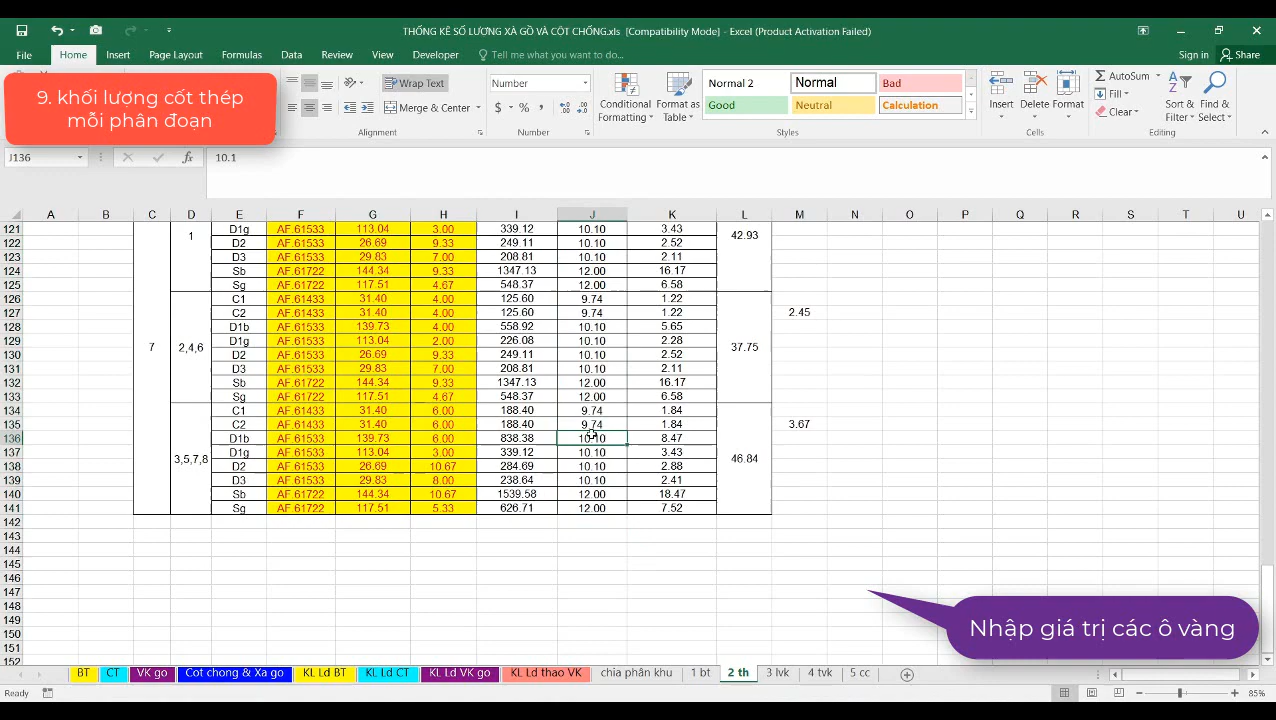 THỐNG KÊ SỐ LƯỢNG XÀ GỒ VÀ CỘT CHỐNG.xls [Compatibility Mode] - Excel (Product Activation Failed)
File Home Insert Page Layout Formulas Data Review View Developer Tell me what you want to do... Sign in Share
9. khối lượng cốt thép
mỗi phân đoạn
Wrap Text
Merge & Center
Alignment
Number
$ % ,
Number
Conditional
Formatting
Format as
Table
Normal 2 Normal Bad
Good Neutral Calculation
Styles
Insert Delete Format
Cells
AutoSum
Fill
Clear
Sort &
Filter
Find &
Select
Editing
J136 fx 10.1
A B C D E F G H I J K L M N O P Q R S T U
121 D1g AF.61533 113.04 3.00 339.12 10.10 3.43
1 42.93
122 D2 AF.61533 26.69 9.33 249.11 10.10 2.52
123 D3 AF.61533 29.83 7.00 208.81 10.10 2.11
124 Sb AF.61722 144.34 9.33 1347.13 12.00 16.17
125 Sg AF.61722 117.51 4.67 548.37 12.00 6.58
126 C1 AF.61433 31.40 4.00 125.60 9.74 1.22
127 C2 AF.61433 31.40 4.00 125.60 9.74 1.22 2.45
128 D1b AF.61533 139.73 4.00 558.92 10.10 5.65
129 D1g AF.61533 113.04 2.00 226.08 10.10 2.28
7 2,4,6 37.75
130 D2 AF.61533 26.69 9.33 249.11 10.10 2.52
131 D3 AF.61533 29.83 7.00 208.81 10.10 2.11
132 Sb AF.61722 144.34 9.33 1347.13 12.00 16.17
133 Sg AF.61722 117.51 4.67 548.37 12.00 6.58
134 C1 AF.61433 31.40 6.00 188.40 9.74 1.84
135 C2 AF.61433 31.40 6.00 188.40 9.74 1.84 3.67
136 D1b AF.61533 139.73 6.00 838.38 10.10 8.47
137 D1g AF.61533 113.04 3.00 339.12 10.10 3.43
3,5,7,8 46.84
138 D2 AF.61533 26.69 10.67 284.69 10.10 2.88
139 D3 AF.61533 29.83 8.00 238.64 10.10 2.41
140 Sb AF.61722 144.34 10.67 1539.58 12.00 18.47
141 Sg AF.61722 117.51 5.33 626.71 12.00 7.52
142
143
144
145
146
147
148
149
150
151
152
Nhập giá trị các ô vàng
BT CT VK go Cot chong & Xa go KL Ld BT KL Ld CT KL Ld VK go KL Ld thao VK chia phân khu 1 bt 2 th 3 lvk 4 tvk 5 cc
Ready 85%